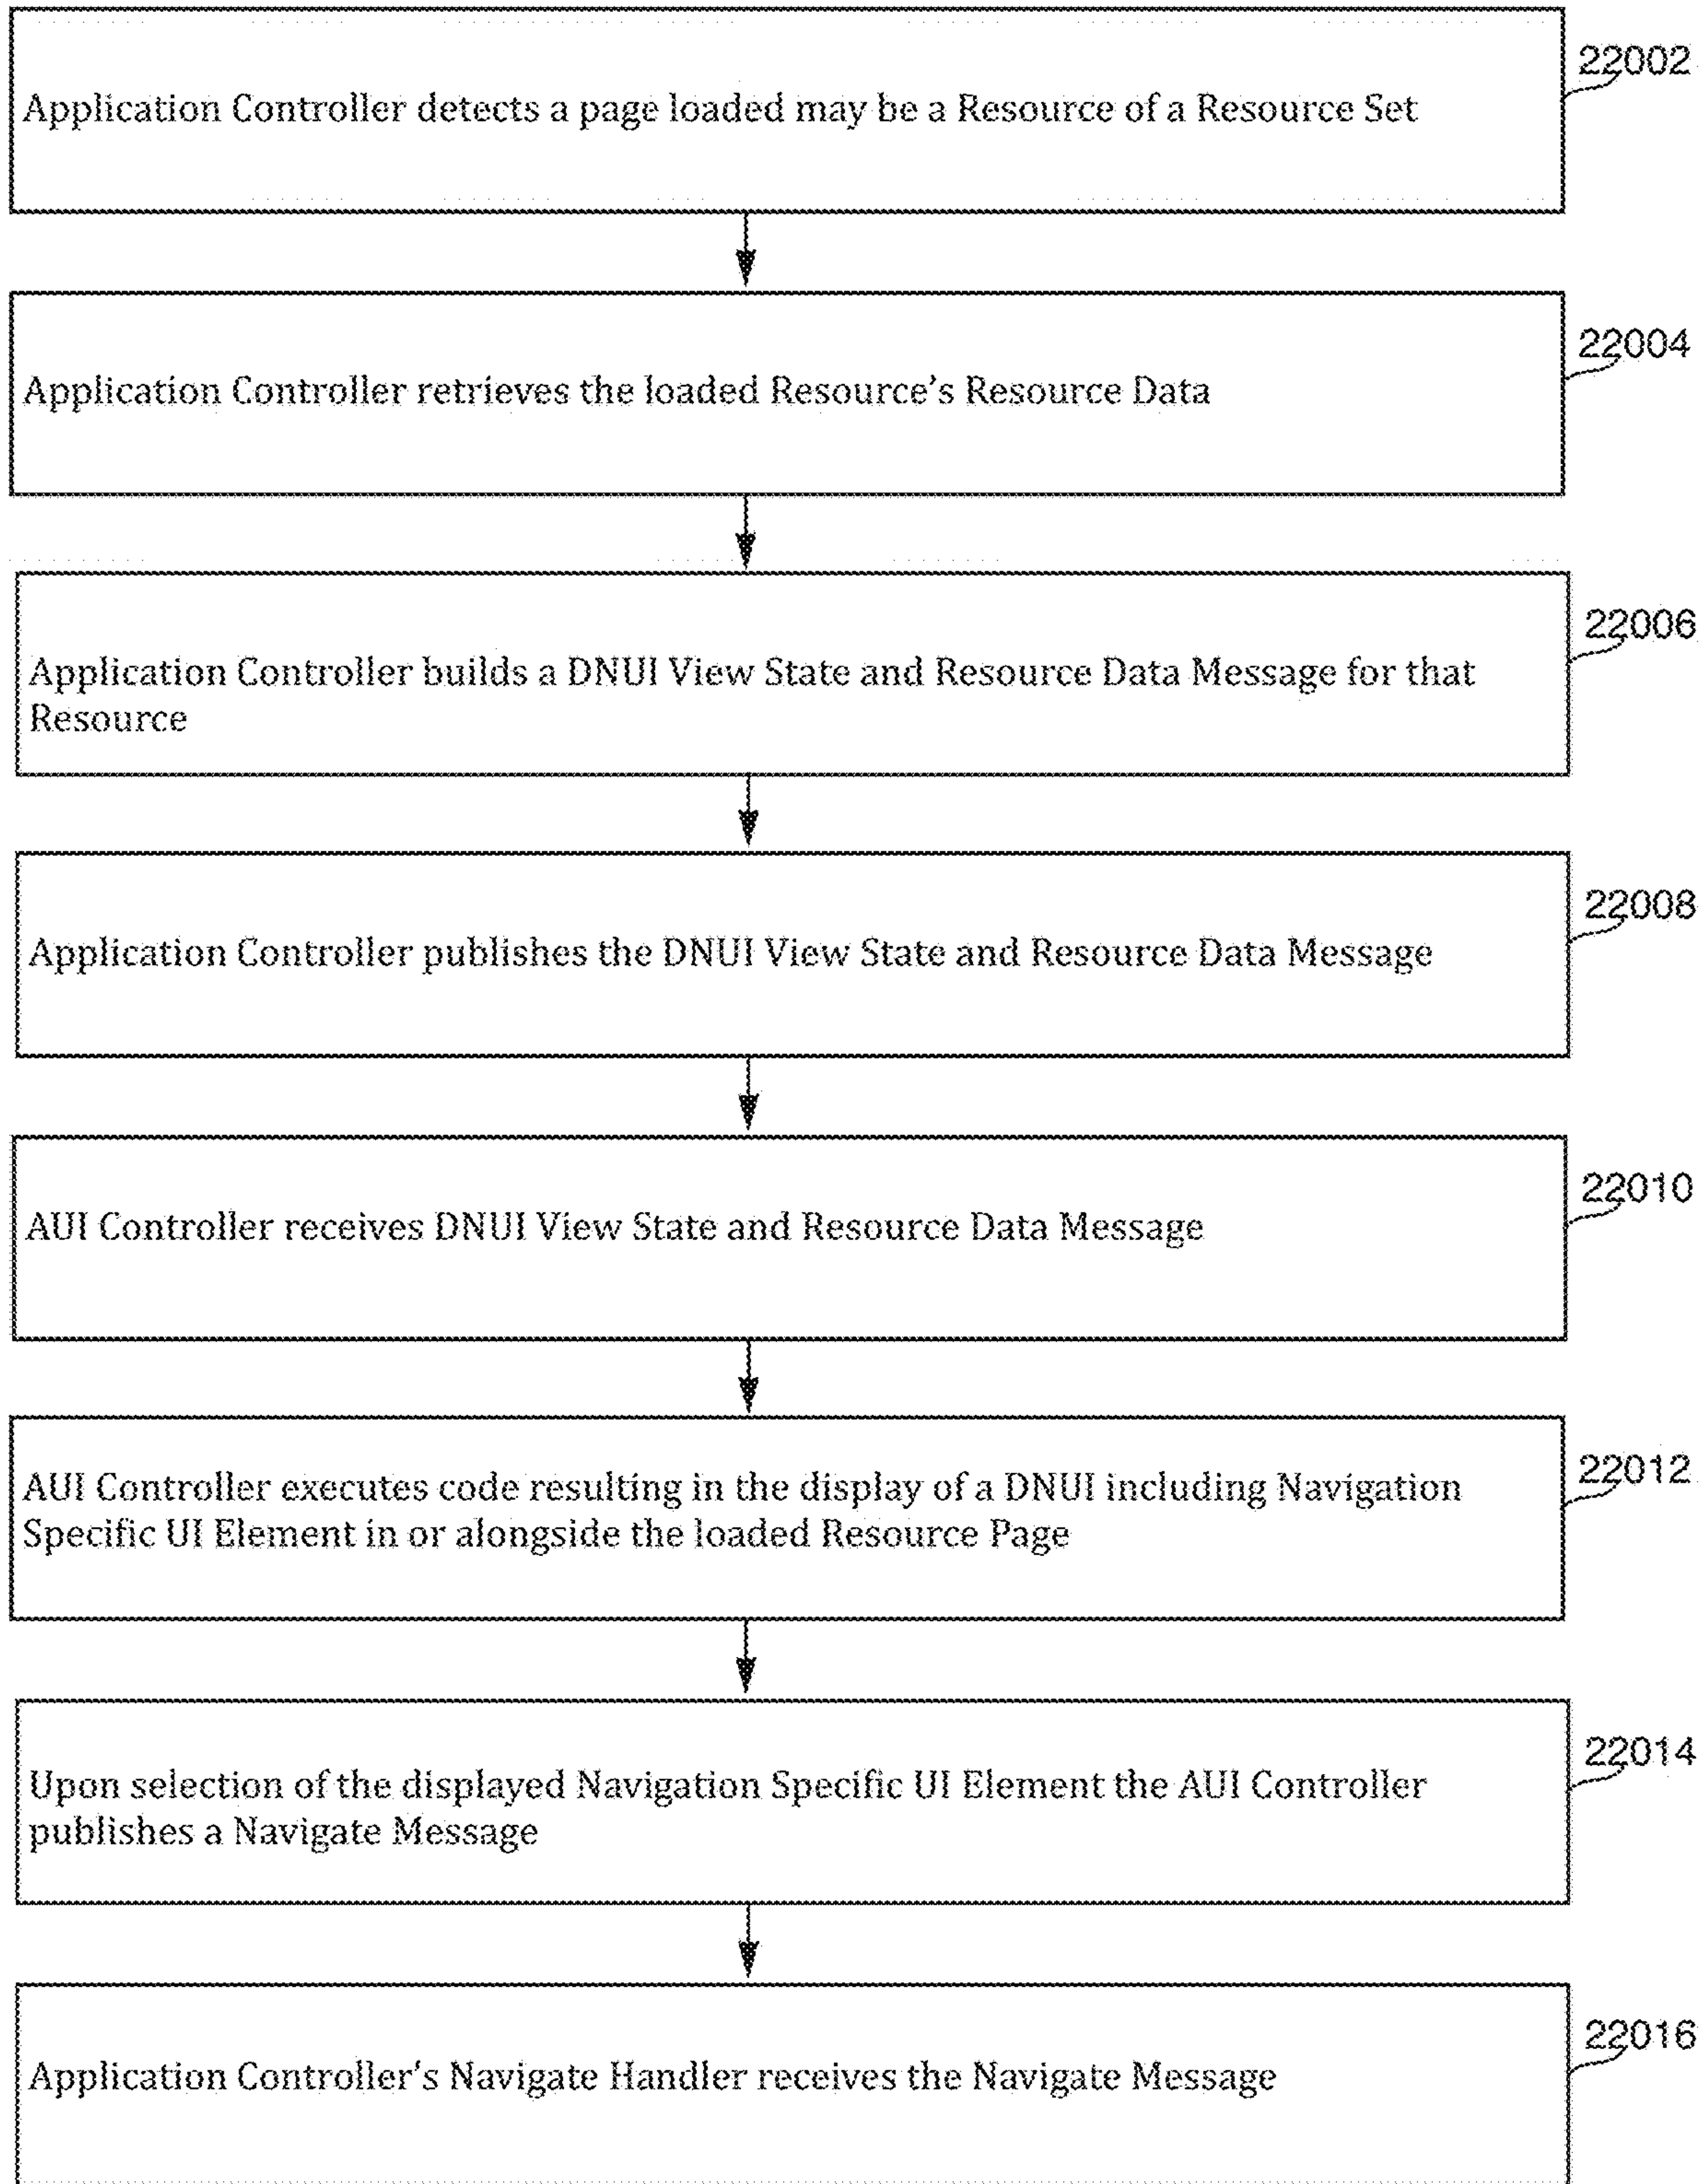 22002
Application Controller detects a page loaded may be a Resource of a Resource Set
22004
Application Controller retrieves the loaded Resource's Resource Data
22006
Application Controller builds a DNUI View State and Resource Data Message for that
Resource
22008
Application Controller publishes the DNUI View State and Resource Data Message
22010
AUI Controller receives DNUI View State and Resource Data Message
22012
AUI Controller executes code resulting in the display of a DNUI including Navigation
Specific UI Element in or alongside the loaded Resource Page
22014
Upon selection of the displayed Navigation Specific UI Element the AUI Controller
publishes a Navigate Message
22016
Application Controller's Navigate Handler receives the Navigate Message